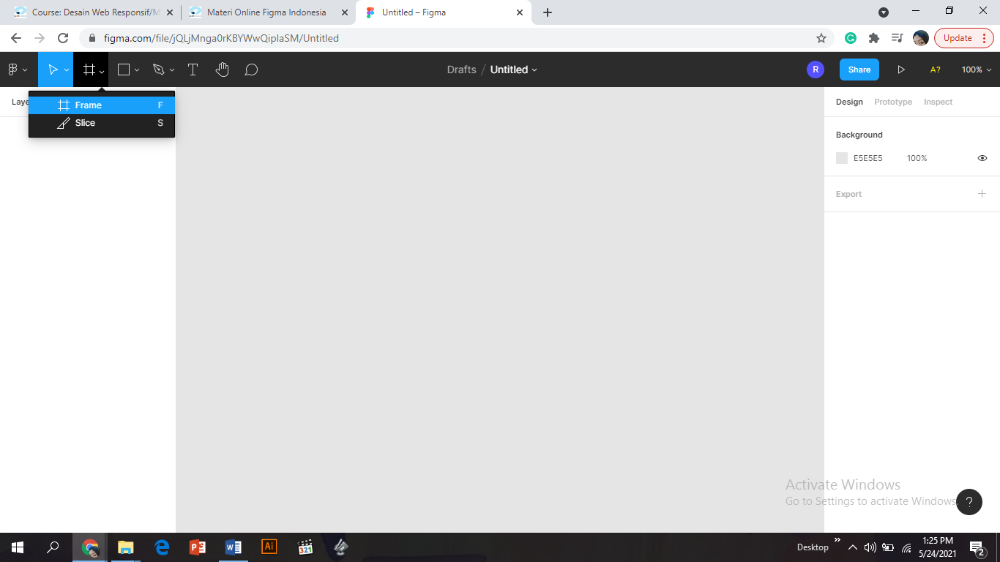 Course: Desain Web Responsif/M
Materi Online Figma Indonesia
Untitled – Figma
figma.com/file/jQLjMnga0rKBYWwQipIaSM/Untitled
Update
Drafts / Untitled
R
Share
A?
100%
Laye
Frame F
Slice S
Design Prototype Inspect
Background
E5E5E5 100%
Export
Activate Windows
Go to Settings to activate Windows.
?
Ai
321
Desktop
1:25 PM
5/24/2021
2